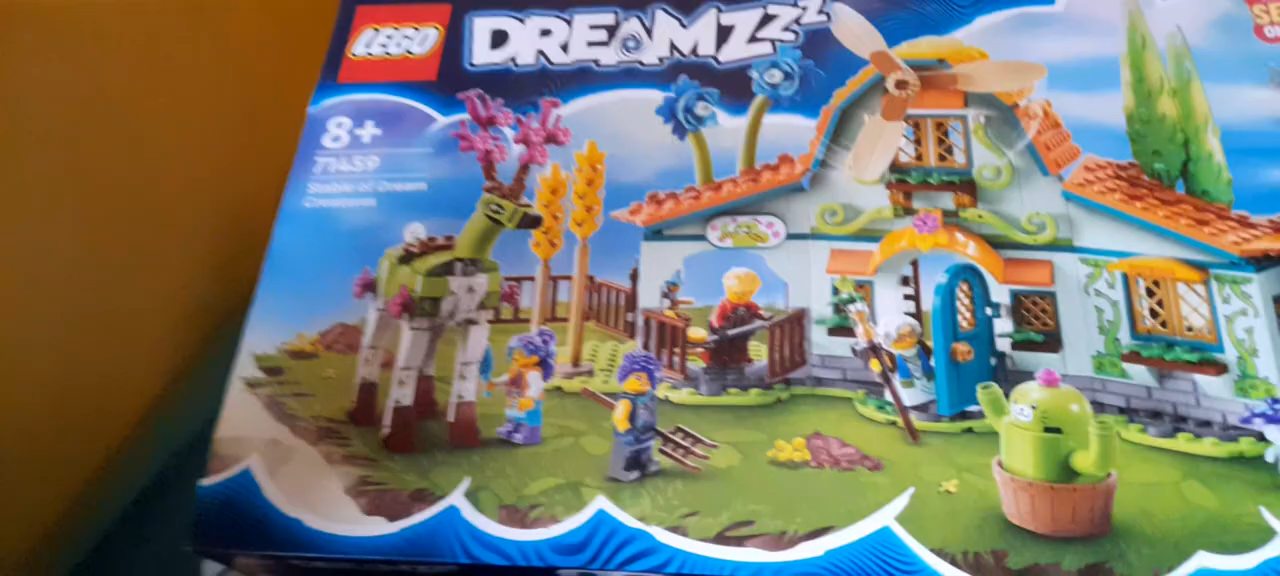 LEGO
DREAMZzz
8+
71459
Stable of Dream
Creatures